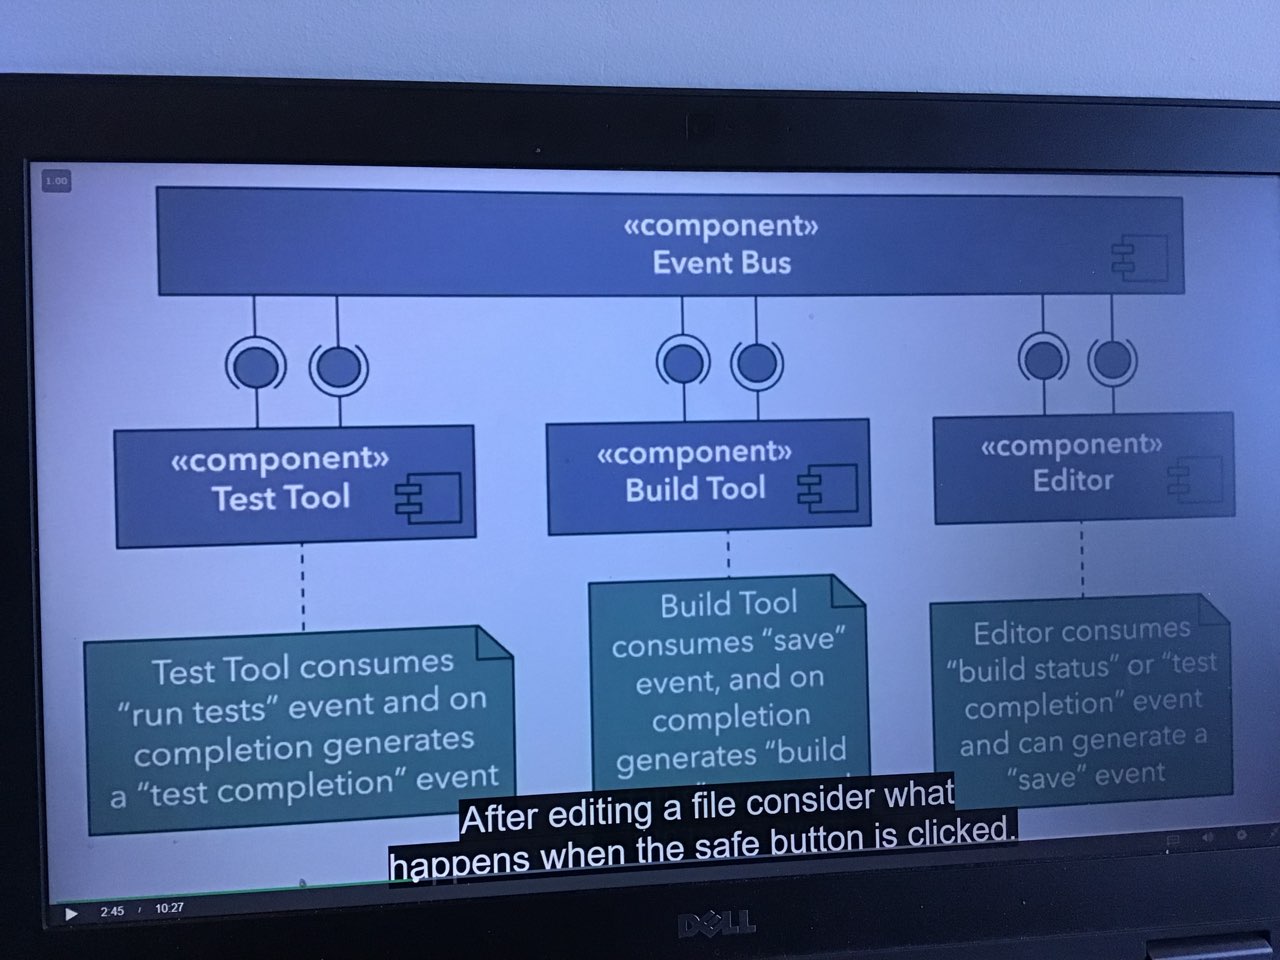 1.00
«component»
Event Bus
«component»
Test Tool
«component»
Build Tool
«component»
Editor
Test Tool consumes
"run tests" event and on
completion generates
a "test completion" event
Build Tool
consumes "save"
event, and on
completion
generates "build
Editor consumes
"build status" or "test
completion" event
and can generate a
"save" event
After editing a file consider what
happens when the safe button is clicked.
2:45 / 10:27
DELL